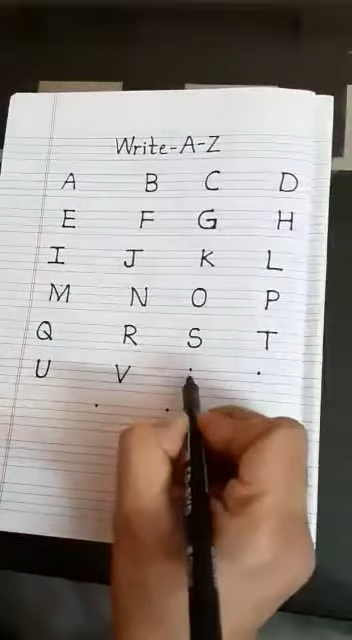 Write-A-Z
A B C D
E F G H
I J K L
M N O P
Q R S T
U V